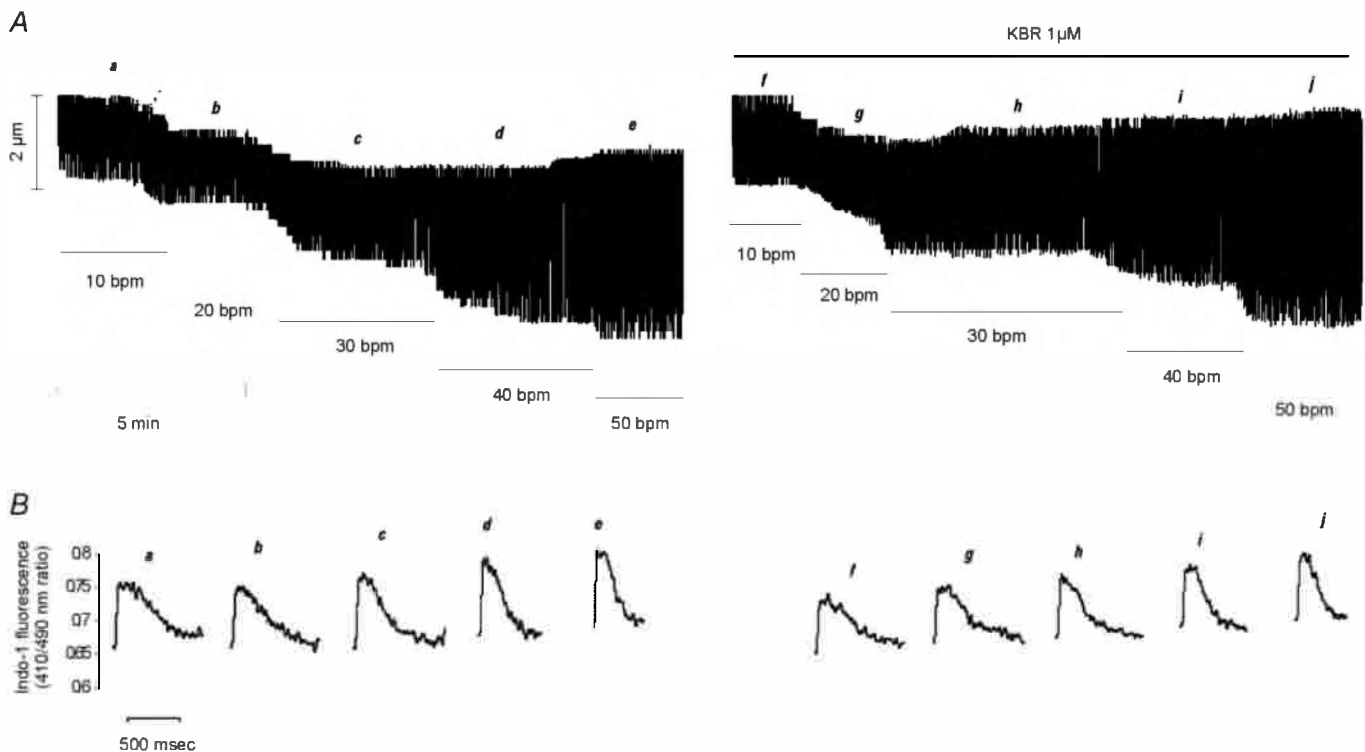 A
KBR 1µM
a
b
c
d
e
f
g
h
i
j
2 µm
10 bpm
20 bpm
30 bpm
40 bpm
50 bpm
5 min
10 bpm
20 bpm
30 bpm
40 bpm
50 bpm
B
Indo-1 fluorescence
(410/490 nm ratio)
0.8
0.75
0.7
0.65
0.6
a
b
c
d
e
f
g
h
i
j
500 msec